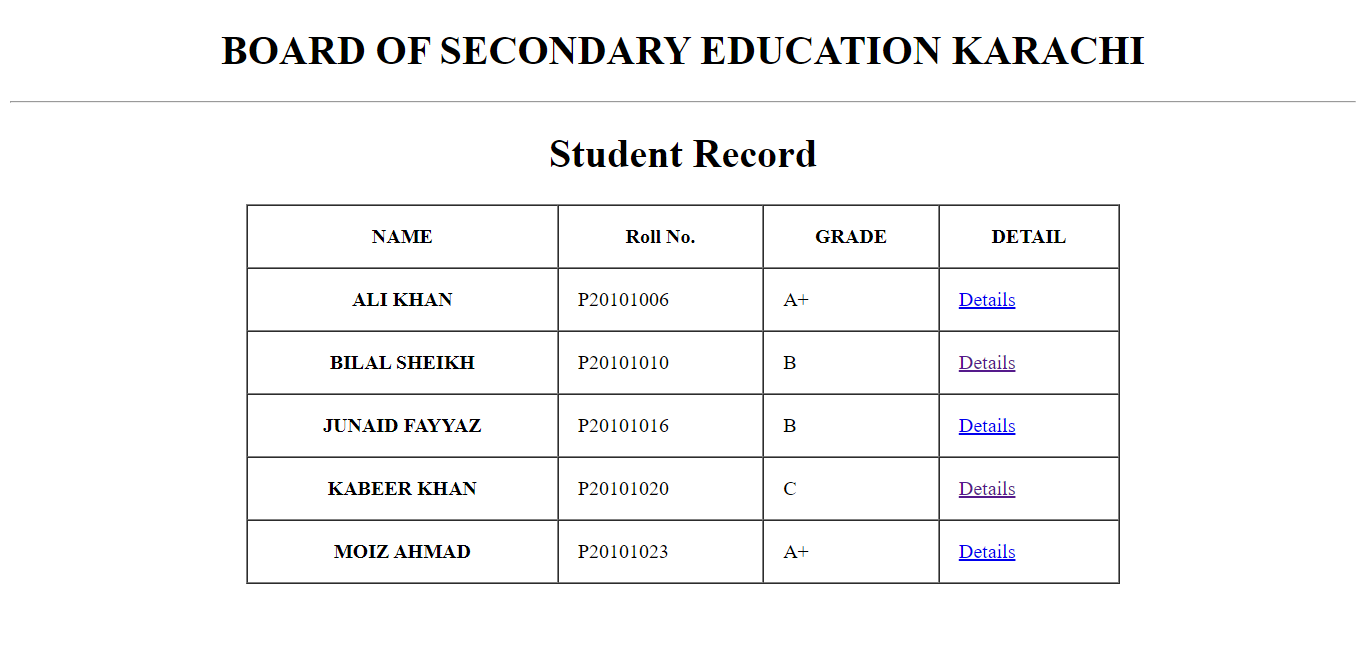 BOARD OF SECONDARY EDUCATION KARACHI
Student Record
NAME Roll No. GRADE DETAIL
ALI KHAN P20101006 A+ Details
BILAL SHEIKH P20101010 B Details
JUNAID FAYYAZ P20101016 B Details
KABEER KHAN P20101020 C Details
MOIZ AHMAD P20101023 A+ Details